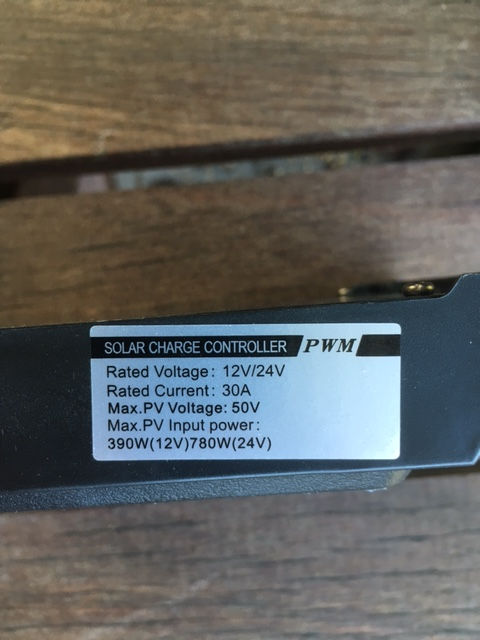 SOLAR CHARGE CONTROLLER PWM
Rated Voltage: 12V/24V
Rated Current: 30A
Max.PV Voltage: 50V
Max.PV Input power:
390W(12V)780W(24V)